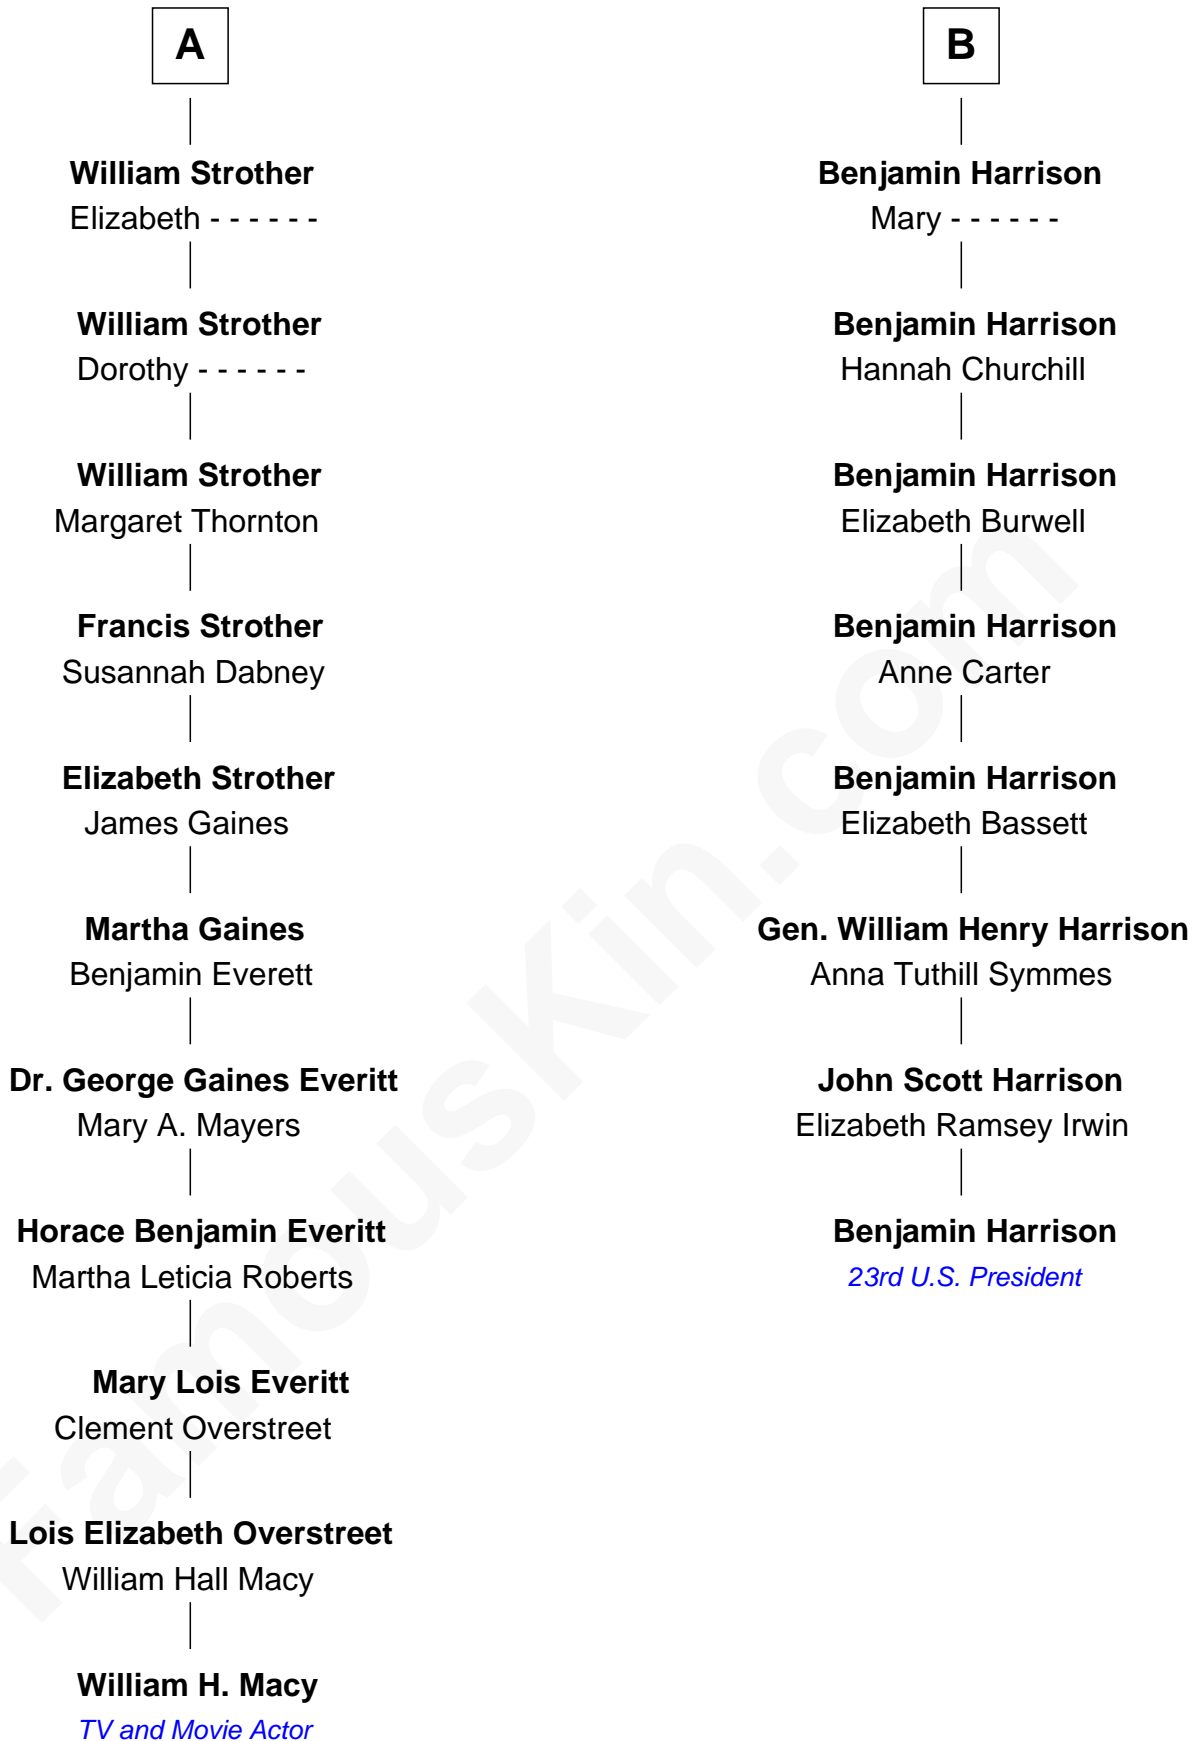 A
William Strother
Elizabeth - - - - - -
William Strother
Dorothy - - - - - -
William Strother
Margaret Thornton
Francis Strother
Susannah Dabney
Elizabeth Strother
James Gaines
Martha Gaines
Benjamin Everett
Dr. George Gaines Everitt
Mary A. Mayers
Horace Benjamin Everitt
Martha Leticia Roberts
Mary Lois Everitt
Clement Overstreet
Lois Elizabeth Overstreet
William Hall Macy
William H. Macy
TV and Movie Actor
B
Benjamin Harrison
Mary - - - - - -
Benjamin Harrison
Hannah Churchill
Benjamin Harrison
Elizabeth Burwell
Benjamin Harrison
Anne Carter
Benjamin Harrison
Elizabeth Bassett
Gen. William Henry Harrison
Anna Tuthill Symmes
John Scott Harrison
Elizabeth Ramsey Irwin
Benjamin Harrison
23rd U.S. President
FamousKin.com